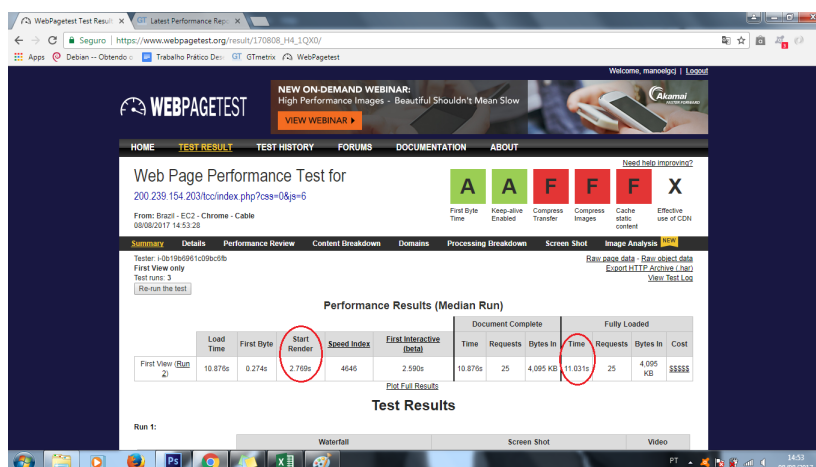 WebPagetest Test Result
GT Latest Performance Repo
Seguro | https://www.webpagetest.org/result/170808_H4_1QX0/
Apps Debian -- Obtendo o Trabalho Prático Des GT GTmetrix WebPagetest
Welcome, manoelgcj | Logout
WEBPAGETEST
NEW ON-DEMAND WEBINAR:
High Performance Images - Beautiful Shouldn't Mean Slow
VIEW WEBINAR
Akamai
FASTER FORWARD
HOME TEST RESULT TEST HISTORY FORUMS DOCUMENTATION ABOUT
Need help improving?
Web Page Performance Test for
200.239.154.203/tcc/index.php?css=0&js=6
From: Brazil - EC2 - Chrome - Cable
08/08/2017 14:53:28
A A F F F X
First Byte Time
Keep-alive Enabled
Compress Transfer
Compress Images
Cache static content
Effective use of CDN
Summary Details Performance Review Content Breakdown Domains Processing Breakdown Screen Shot Image Analysis NEW
Tester: i-0b19b6961c09bc6fb
First View only
Test runs: 3
Re-run the test
Raw page data - Raw object data
Export HTTP Archive (.har)
View Test Log
Performance Results (Median Run)
Document Complete Fully Loaded
Load Time First Byte Start Render Speed Index First Interactive (beta) Time Requests Bytes In Time Requests Bytes In Cost
First View (Run 2) 10.876s 0.274s 2.769s 4646 2.590s 10.876s 25 4,095 KB 11.031s 25 4,095 KB $$$$$
Plot Full Results
Test Results
Run 1:
Waterfall Screen Shot Video
PT 14:53